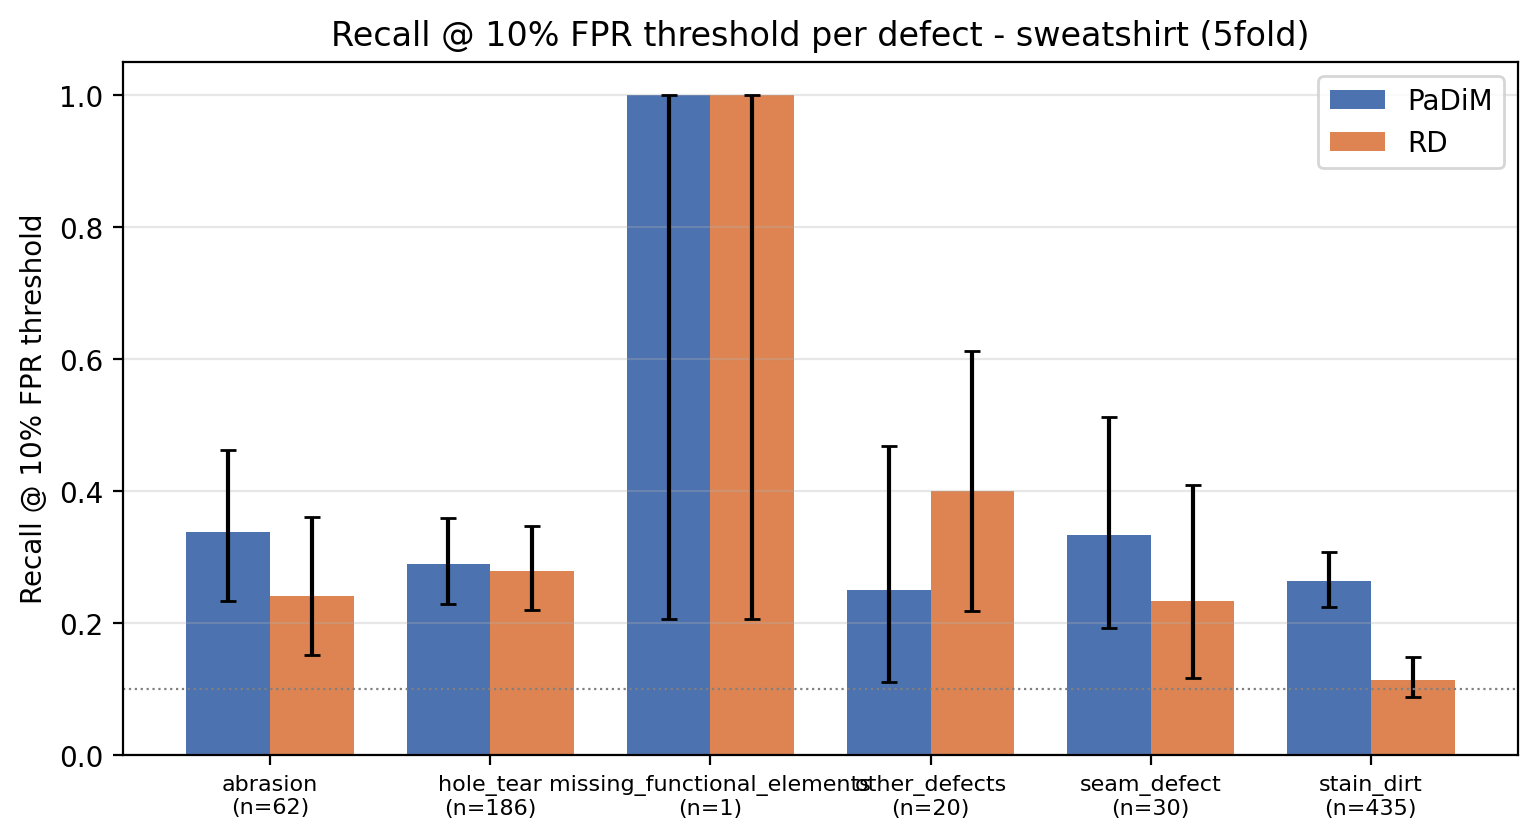 Recall @ 10% FPR threshold per defect - sweatshirt (5fold)
PaDiM
RD
Recall @ 10% FPR threshold
1.0
0.8
0.6
0.4
0.2
0.0
abrasion
(n=62)
hole_tear
(n=186)
missing_functional_elements
(n=1)
other_defects
(n=20)
seam_defect
(n=30)
stain_dirt
(n=435)